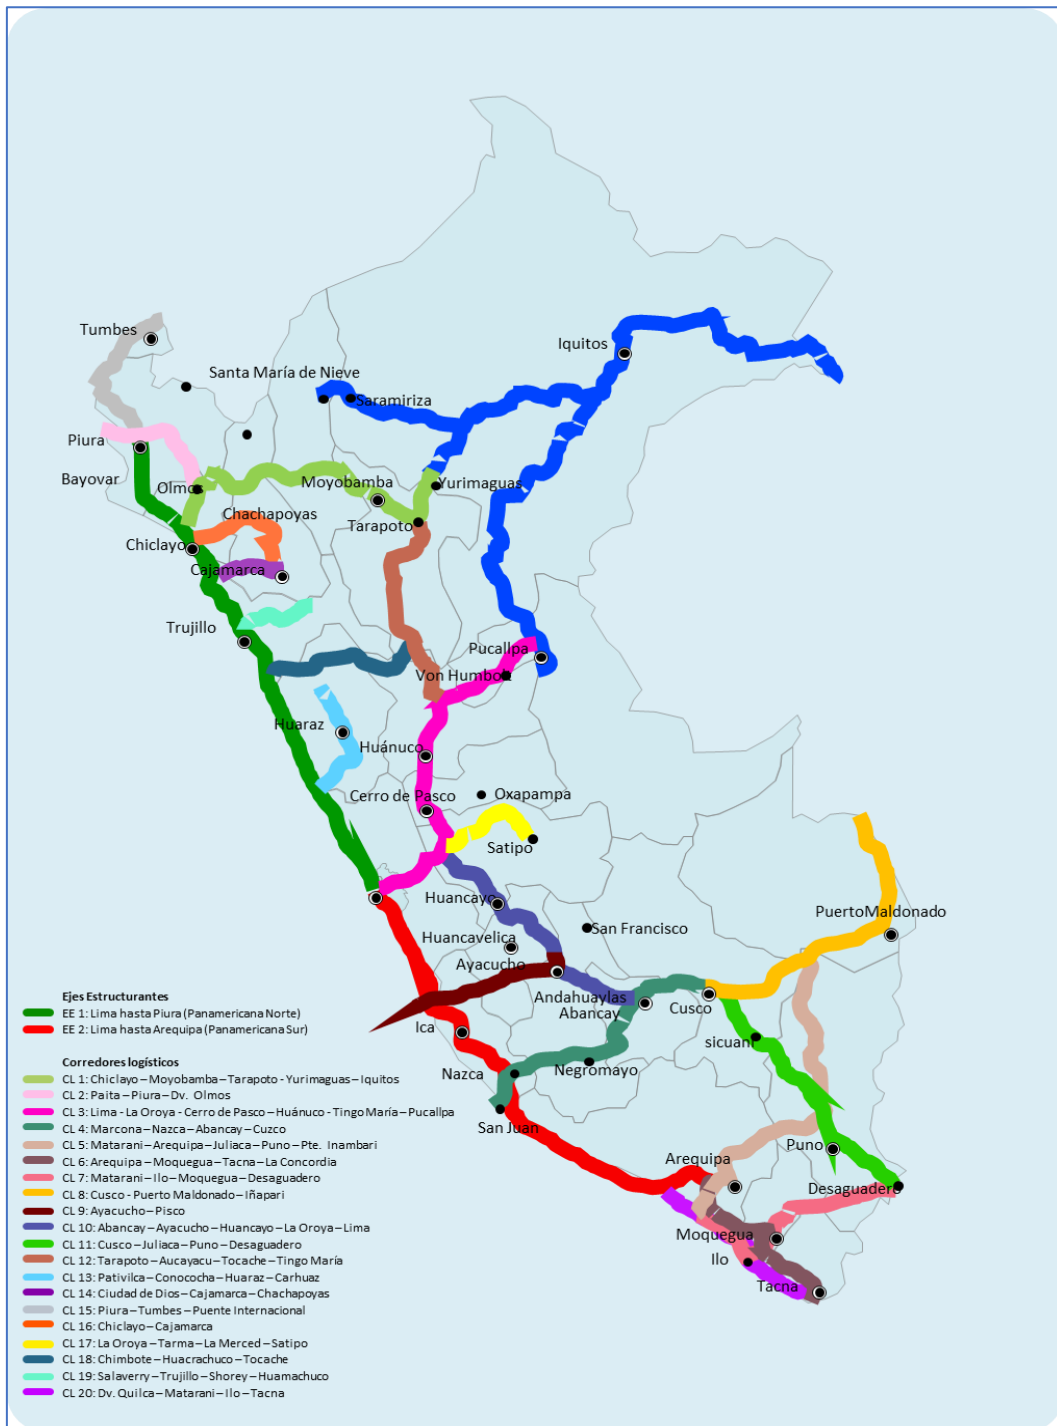 Tumbes
Iquitos
Santa María de Nieve
Saramiriza
Piura
Bayovar
Olmos
Moyobamba
Yurimaguas
Chachapoyas
Tarapoto
Chiclayo
Cajamarca
Trujillo
Pucallpa
Von Humbolt
Huaraz
Huánuco
Cerro de Pasco
Oxapampa
Satipo
Huancayo
PuertoMaldonado
San Francisco
Huancavelica
Ayacucho
Andahuaylas
Abancay
Cusco
Ica
sicuani
Nazca
Negromayo
San Juan
Puno
Arequipa
Desaguadero
Moquegua
Ilo
Tacna
Ejes Estructurantes
EE 1: Lima hasta Piura (Panamericana Norte)
EE 2: Lima hasta Arequipa (Panamericana Sur)
Corredores logísticos
CL 1: Chiclayo – Moyobamba – Tarapoto - Yurimaguas – Iquitos
CL 2: Paita – Piura – Dv. Olmos
CL 3: Lima - La Oroya - Cerro de Pasco – Huánuco - Tingo María – Pucallpa
CL 4: Marcona – Nazca – Abancay – Cuzco
CL 5: Matarani – Arequipa – Juliaca – Puno – Pte. Inambari
CL 6: Arequipa – Moquegua – Tacna – La Concordia
CL 7: Matarani – Ilo – Moquegua – Desaguadero
CL 8: Cusco - Puerto Maldonado – Iñapari
CL 9: Ayacucho – Pisco
CL 10: Abancay – Ayacucho – Huancayo – La Oroya – Lima
CL 11: Cusco – Juliaca – Puno – Desaguadero
CL 12: Tarapoto – Aucayacu – Tocache – Tingo María
CL 13: Pativilca – Conococha – Huaraz – Carhuaz
CL 14: Ciudad de Dios – Cajamarca – Chachapoyas
CL 15: Piura – Tumbes – Puente Internacional
CL 16: Chiclayo – Cajamarca
CL 17: La Oroya – Tarma – La Merced – Satipo
CL 18: Chimbote – Huacrachuco – Tocache
CL 19: Salaverry – Trujillo – Shorey – Huamachuco
CL 20: Dv. Quilca – Matarani – Ilo – Tacna